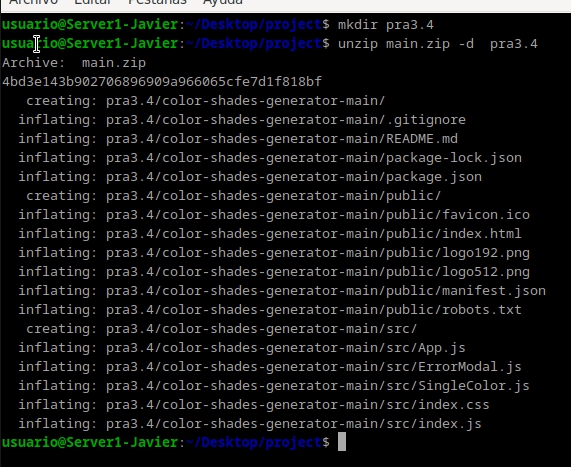 Archivo Editar Pestañas Ayuda
usuario@Server1-Javier:~/Desktop/project$ mkdir pra3.4
usuario@Server1-Javier:~/Desktop/project$ unzip main.zip -d  pra3.4
Archive:  main.zip
4bd3e143b902706896909a966065cfe7d1f818bf
   creating: pra3.4/color-shades-generator-main/
  inflating: pra3.4/color-shades-generator-main/.gitignore
  inflating: pra3.4/color-shades-generator-main/README.md
  inflating: pra3.4/color-shades-generator-main/package-lock.json
  inflating: pra3.4/color-shades-generator-main/package.json
   creating: pra3.4/color-shades-generator-main/public/
  inflating: pra3.4/color-shades-generator-main/public/favicon.ico
  inflating: pra3.4/color-shades-generator-main/public/index.html
  inflating: pra3.4/color-shades-generator-main/public/logo192.png
  inflating: pra3.4/color-shades-generator-main/public/logo512.png
  inflating: pra3.4/color-shades-generator-main/public/manifest.json
  inflating: pra3.4/color-shades-generator-main/public/robots.txt
   creating: pra3.4/color-shades-generator-main/src/
  inflating: pra3.4/color-shades-generator-main/src/App.js
  inflating: pra3.4/color-shades-generator-main/src/ErrorModal.js
  inflating: pra3.4/color-shades-generator-main/src/SingleColor.js
  inflating: pra3.4/color-shades-generator-main/src/index.css
  inflating: pra3.4/color-shades-generator-main/src/index.js
usuario@Server1-Javier:~/Desktop/project$